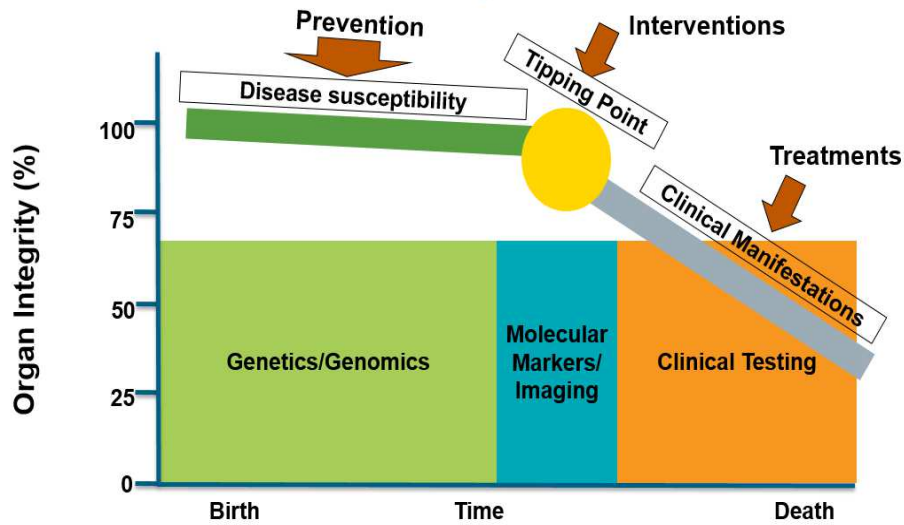 Prevention
Interventions
Disease susceptibility
Tipping Point
Treatments
Clinical Manifestations
Organ Integrity (%)
100
75
50
25
0
Genetics/Genomics
Molecular
Markers/
Imaging
Clinical Testing
Birth
Time
Death